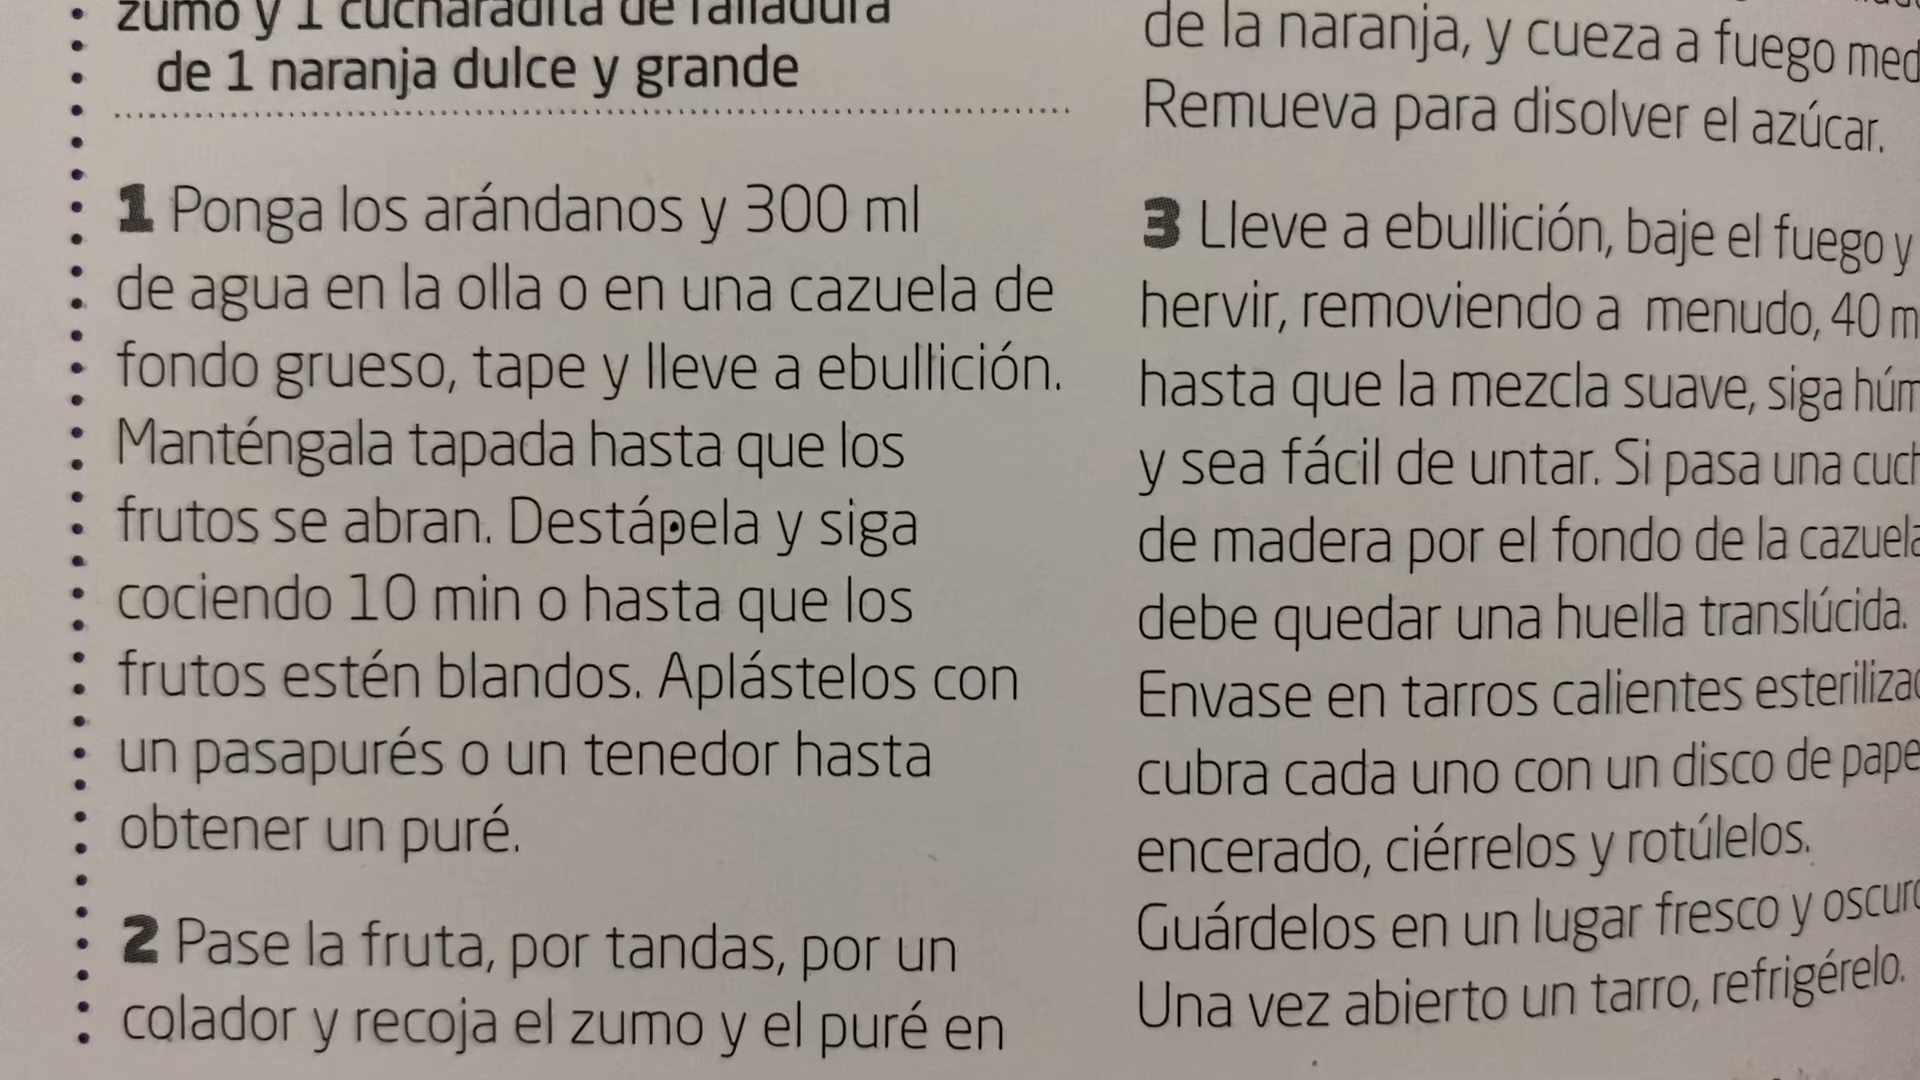 zumo y 1 cucharadita de ralladura
de 1 naranja dulce y grande
1 Ponga los arándanos y 300 ml
de agua en la olla o en una cazuela de
fondo grueso, tape y lleve a ebullición.
Manténgala tapada hasta que los
frutos se abran. Destápela y siga
cociendo 10 min o hasta que los
frutos estén blandos. Aplástelos con
un pasapurés o un tenedor hasta
obtener un puré.
2 Pase la fruta, por tandas, por un
colador y recoja el zumo y el puré en
de la naranja, y cueza a fuego
Remueva para disolver el azúcar.
3 Lleve a ebullición, baje el fuego y
hervir, removiendo a menudo, 40
hasta que la mezcla suave, siga
y sea fácil de untar. Si pasa una
de madera por el fondo de la cazuela
debe quedar una huella translúcida.
Envase en tarros calientes
cubra cada uno con un disco de
encerado, ciérrelos y rotúlelos.
Guárdelos en un lugar fresco y oscuro
Una vez abierto un tarro, refrigérelo.